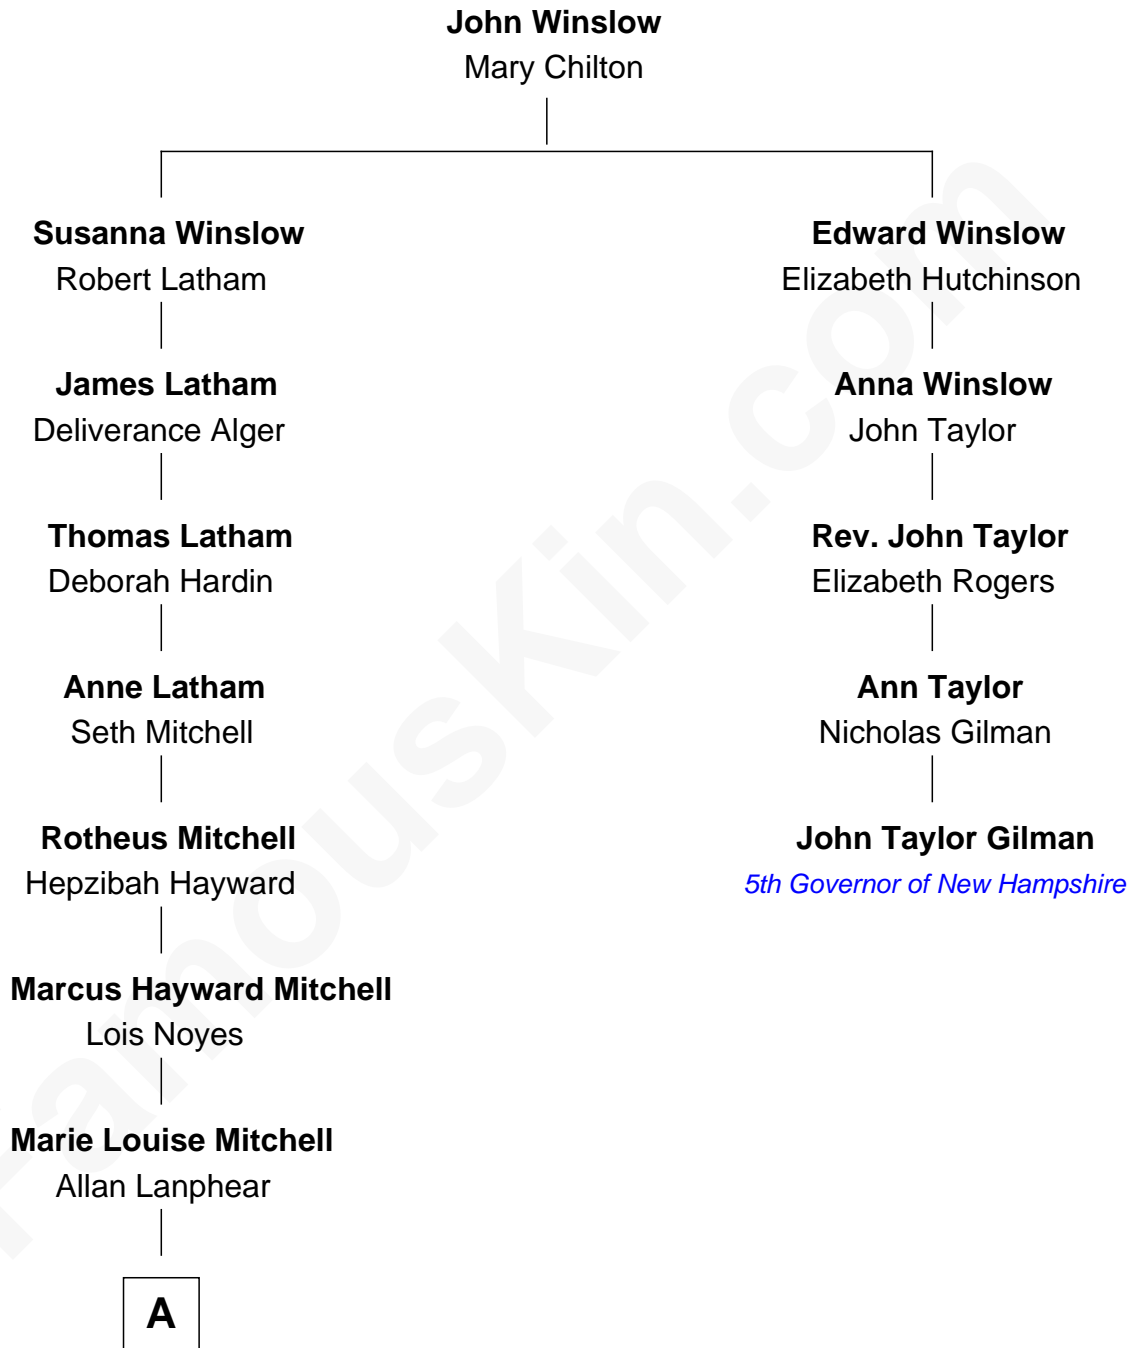 John Winslow
Mary Chilton
Susanna Winslow
Robert Latham
Edward Winslow
Elizabeth Hutchinson
James Latham
Deliverance Alger
Anna Winslow
John Taylor
Thomas Latham
Deborah Hardin
Rev. John Taylor
Elizabeth Rogers
Anne Latham
Seth Mitchell
Ann Taylor
Nicholas Gilman
Rotheus Mitchell
Hepzibah Hayward
John Taylor Gilman
5th Governor of New Hampshire
Marcus Hayward Mitchell
Lois Noyes
Marie Louise Mitchell
Allan Lanphear
A
FamousKin.com